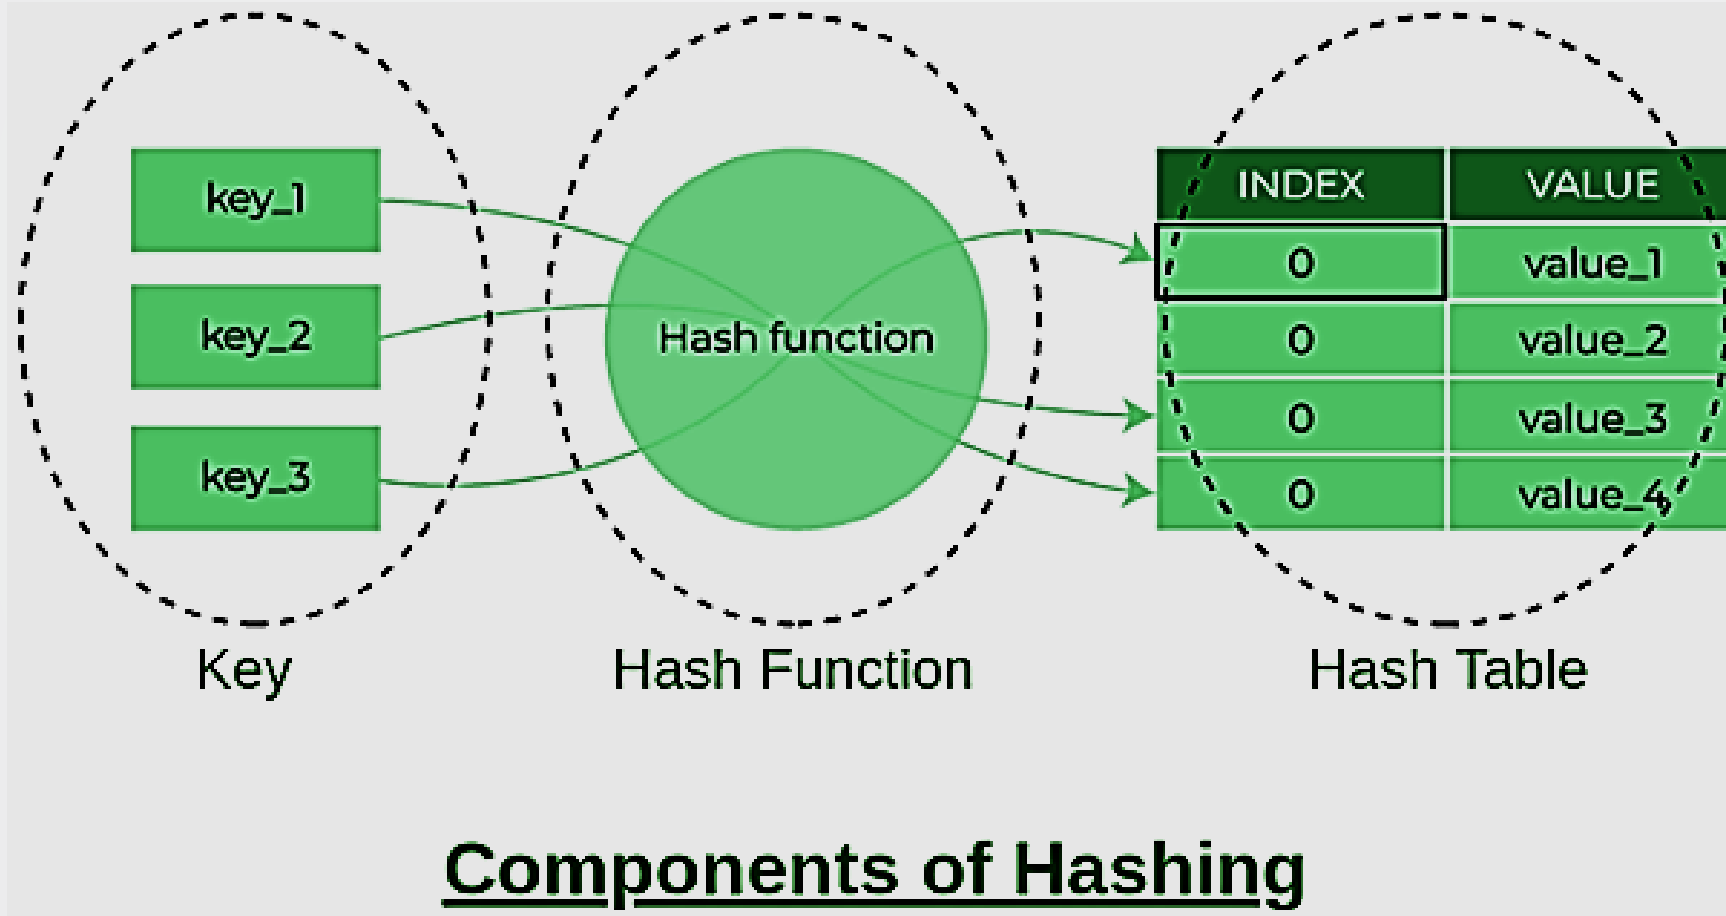 key_1
key_2
key_3
Hash function
INDEX VALUE
0 value_1
0 value_2
0 value_3
0 value_4
Key
Hash Function
Hash Table
Components of Hashing